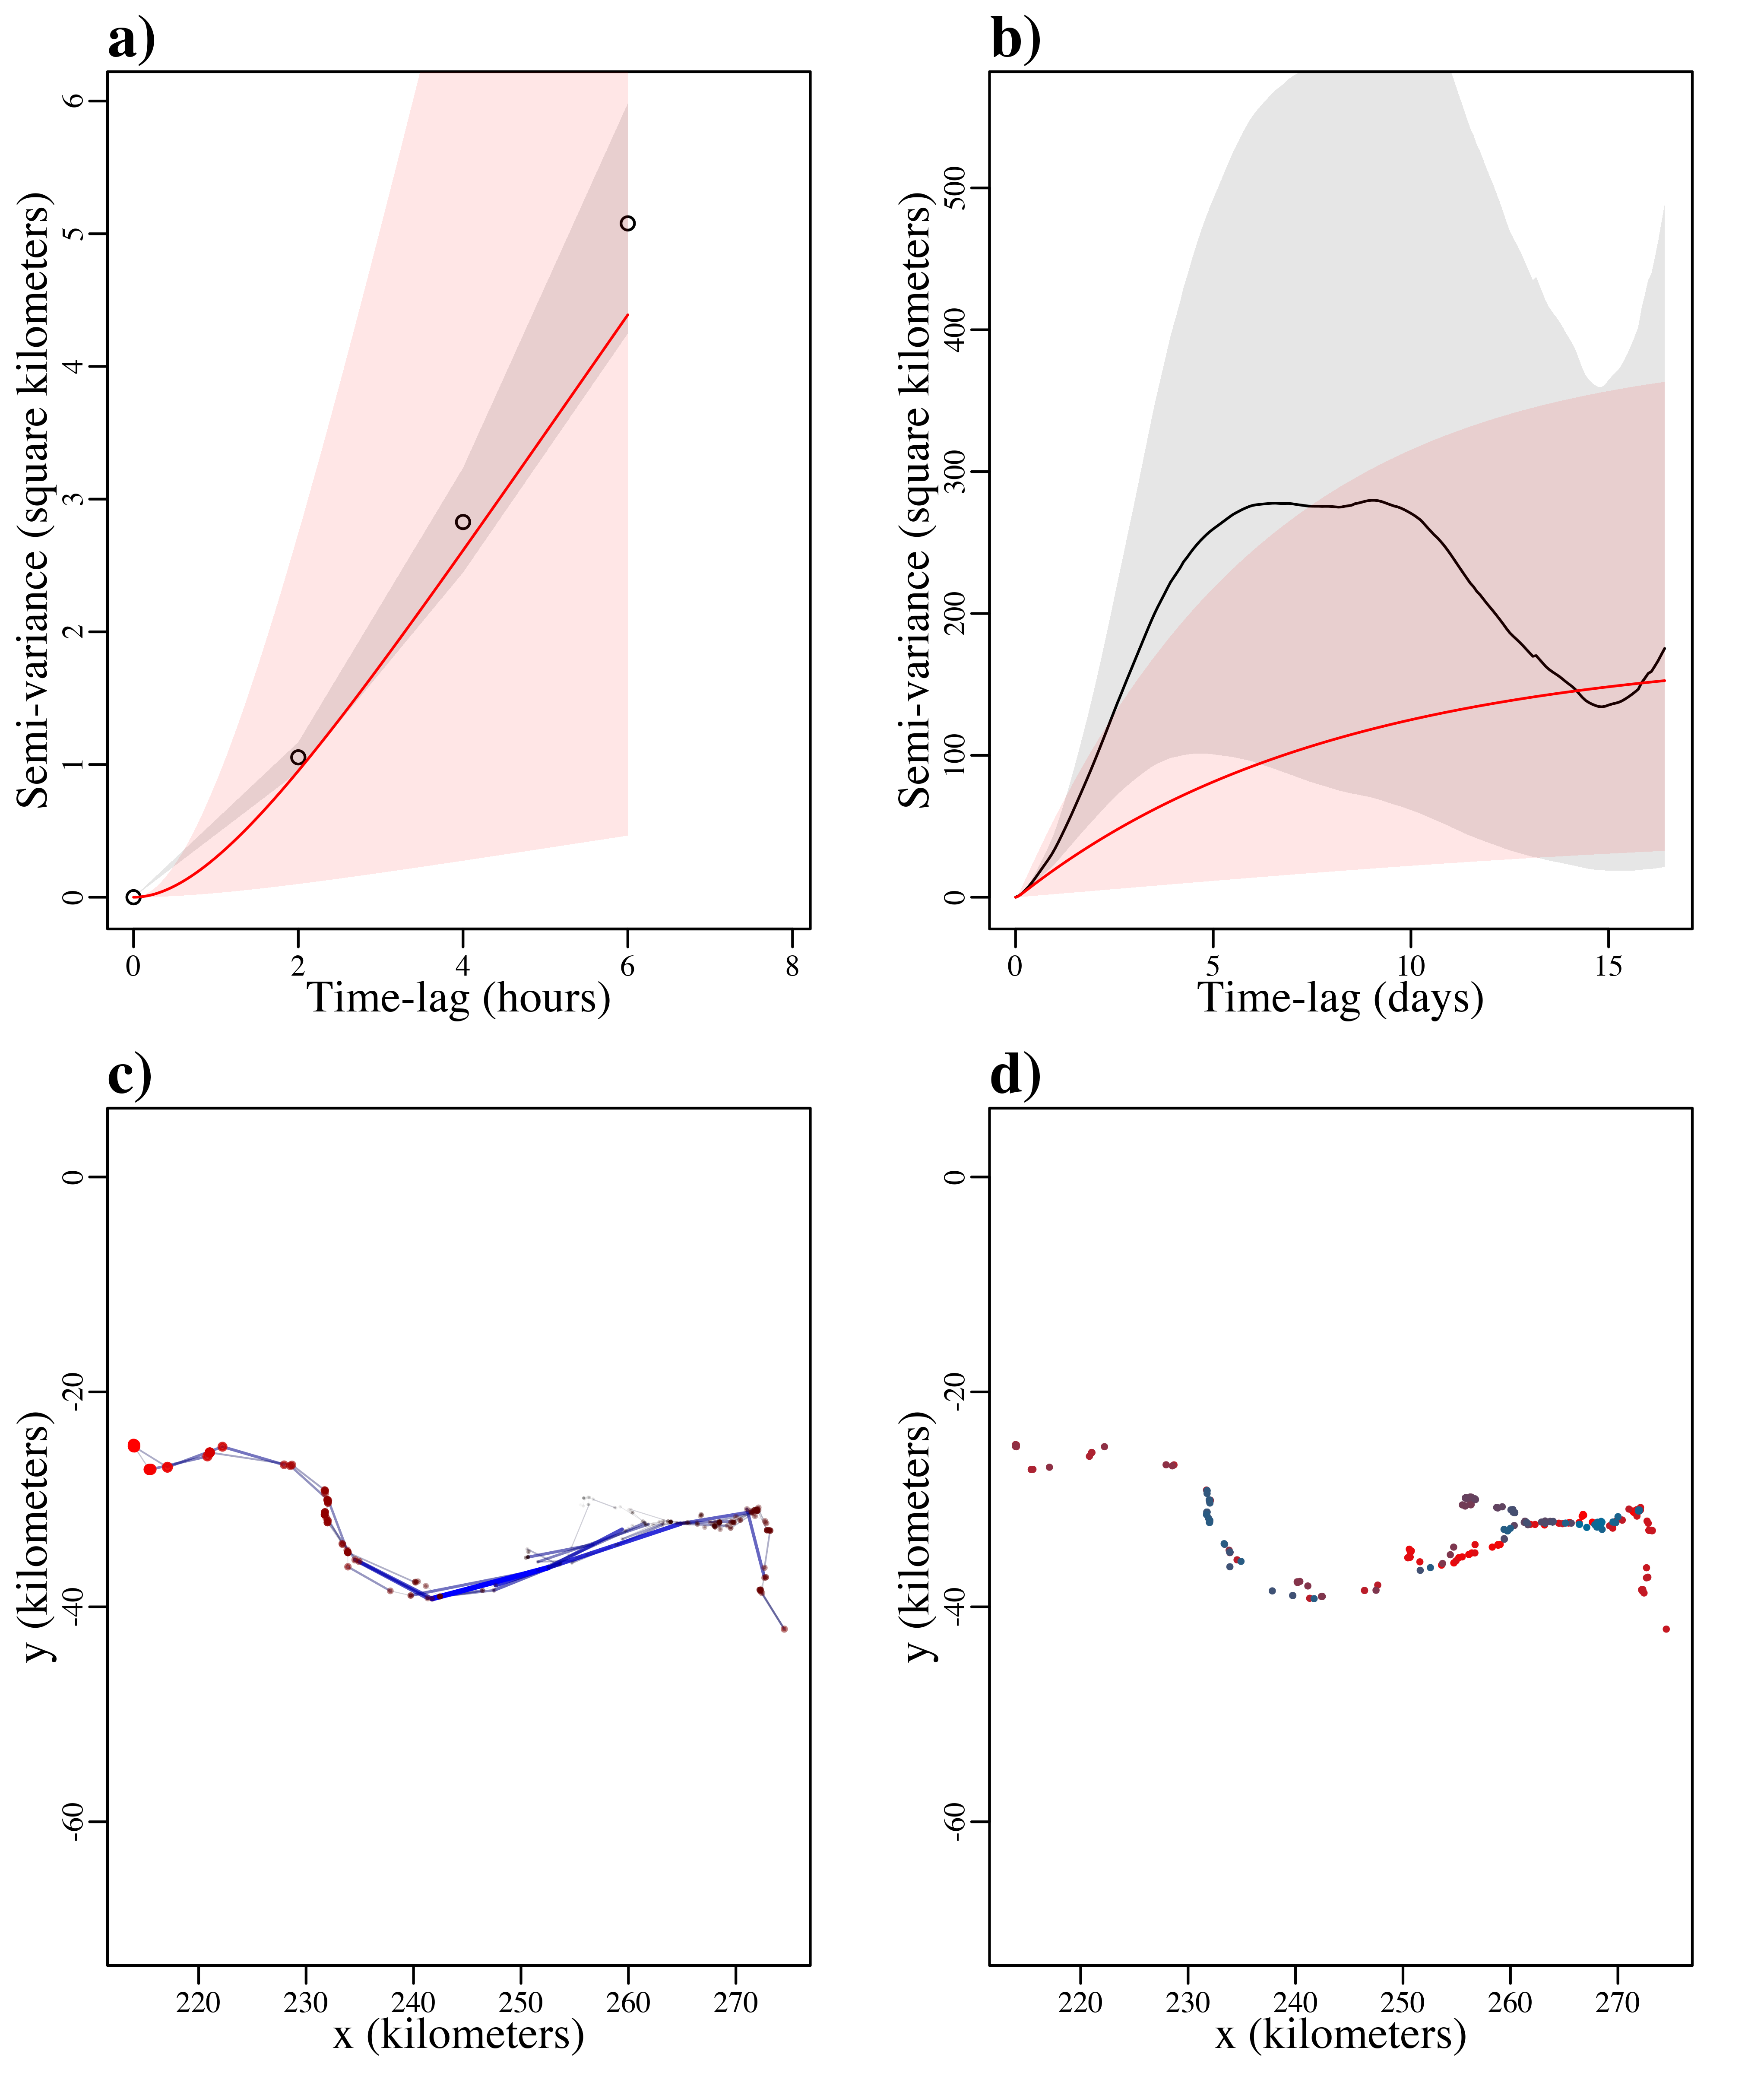 a)
Semi-variance (square kilometers)
6
5
4
3
2
1
0
0 2 4 6 8
Time-lag (hours)
b)
Semi-variance (square kilometers)
500
400
300
200
100
0
0 5 10 15
Time-lag (days)
c)
y (kilometers)
0
-20
-40
-60
220 230 240 250 260 270
x (kilometers)
d)
y (kilometers)
0
-20
-40
-60
220 230 240 250 260 270
x (kilometers)